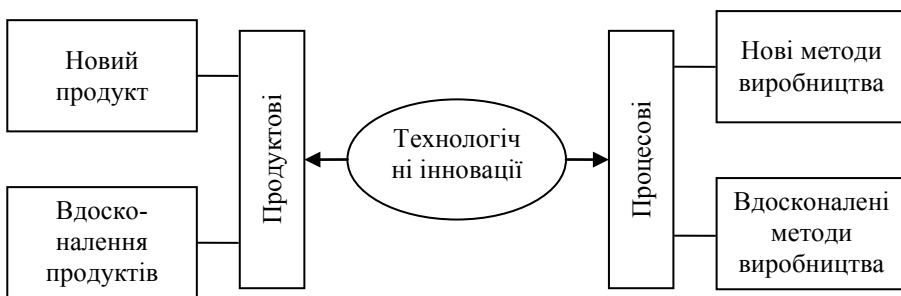 Новий
продукт
Вдоско-
налення
продуктів
Продуктові
Технологіч
ні інновації
Процесові
Нові методи
виробництва
Вдосконалені
методи
виробництва